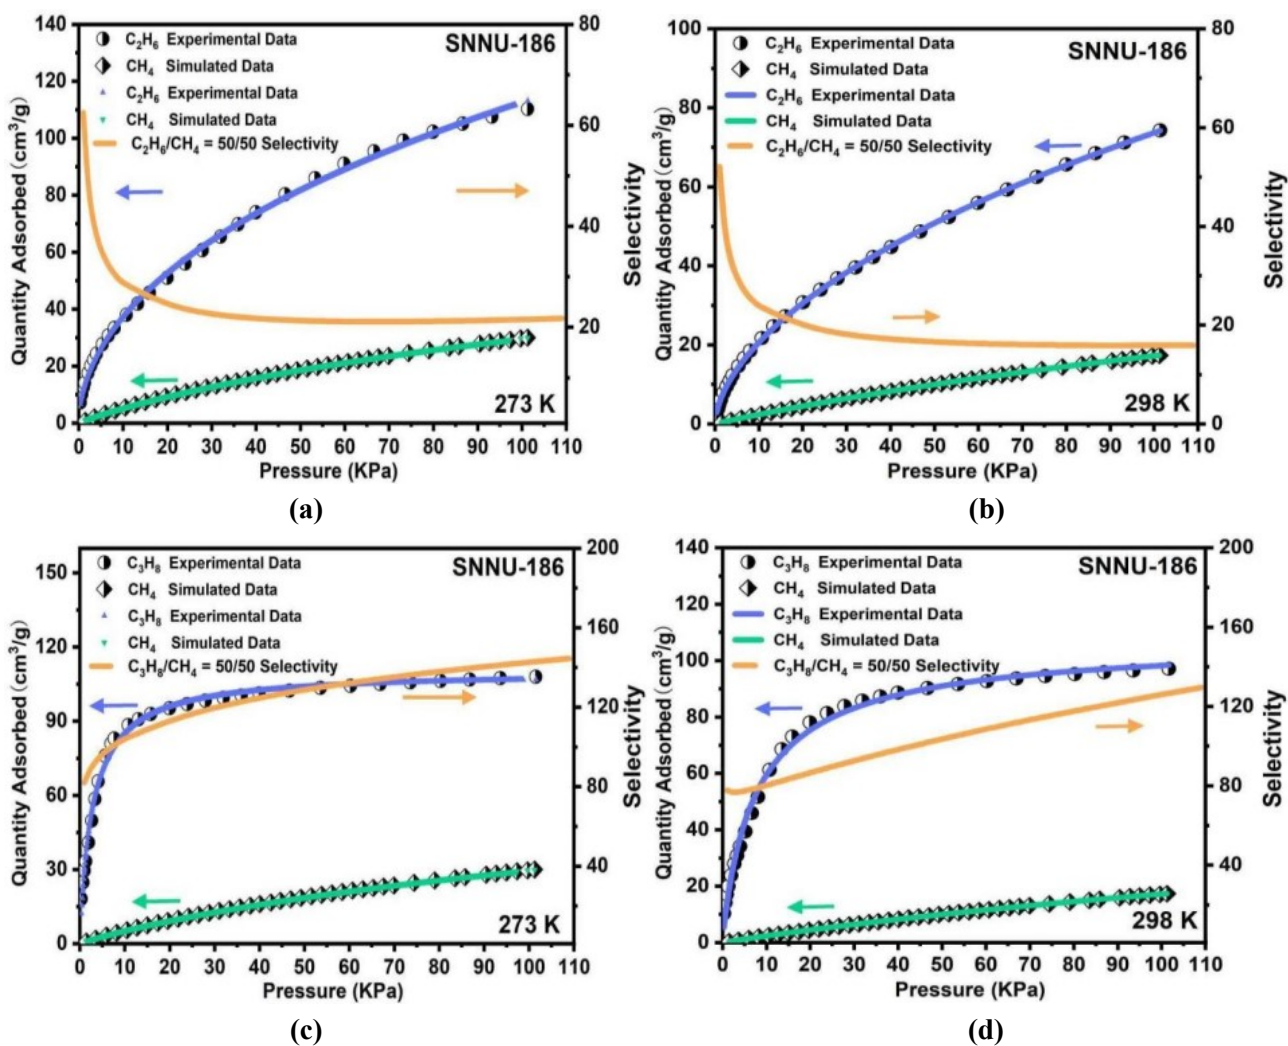 SNNU-186
C2H6 Experimental Data
CH4 Simulated Data
C2H6 Experimental Data
CH4 Simulated Data
C2H6/CH4 = 50/50 Selectivity
Quantity Adsorbed (cm3/g)
140
120
100
80
60
40
20
0
80
60
40
20
0
Selectivity
273 K
0 10 20 30 40 50 60 70 80 90 100 110
Pressure (KPa)
(a)
SNNU-186
C2H6 Experimental Data
CH4 Simulated Data
C2H6 Experimental Data
CH4 Simulated Data
C2H6/CH4 = 50/50 Selectivity
Quantity Adsorbed (cm3/g)
100
80
60
40
20
0
80
60
40
20
0
Selectivity
298 K
0 10 20 30 40 50 60 70 80 90 100 110
Pressure (KPa)
(b)
SNNU-186
C3H8 Experimental Data
CH4 Simulated Data
C3H8 Experimental Data
CH4 Simulated Data
C3H8/CH4 = 50/50 Selectivity
Quantity Adsorbed (cm3/g)
150
120
90
60
30
0
200
160
120
80
40
Selectivity
273 K
0 10 20 30 40 50 60 70 80 90 100 110
Pressure (KPa)
(c)
SNNU-186
C3H8 Experimental Data
CH4 Simulated Data
C3H8 Experimental Data
CH4 Simulated Data
C3H8/CH4 = 50/50 Selectivity
Quantity Adsorbed (cm3/g)
140
120
100
80
60
40
20
0
200
160
120
80
40
Selectivity
298 K
0 10 20 30 40 50 60 70 80 90 100 110
Pressure (KPa)
(d)